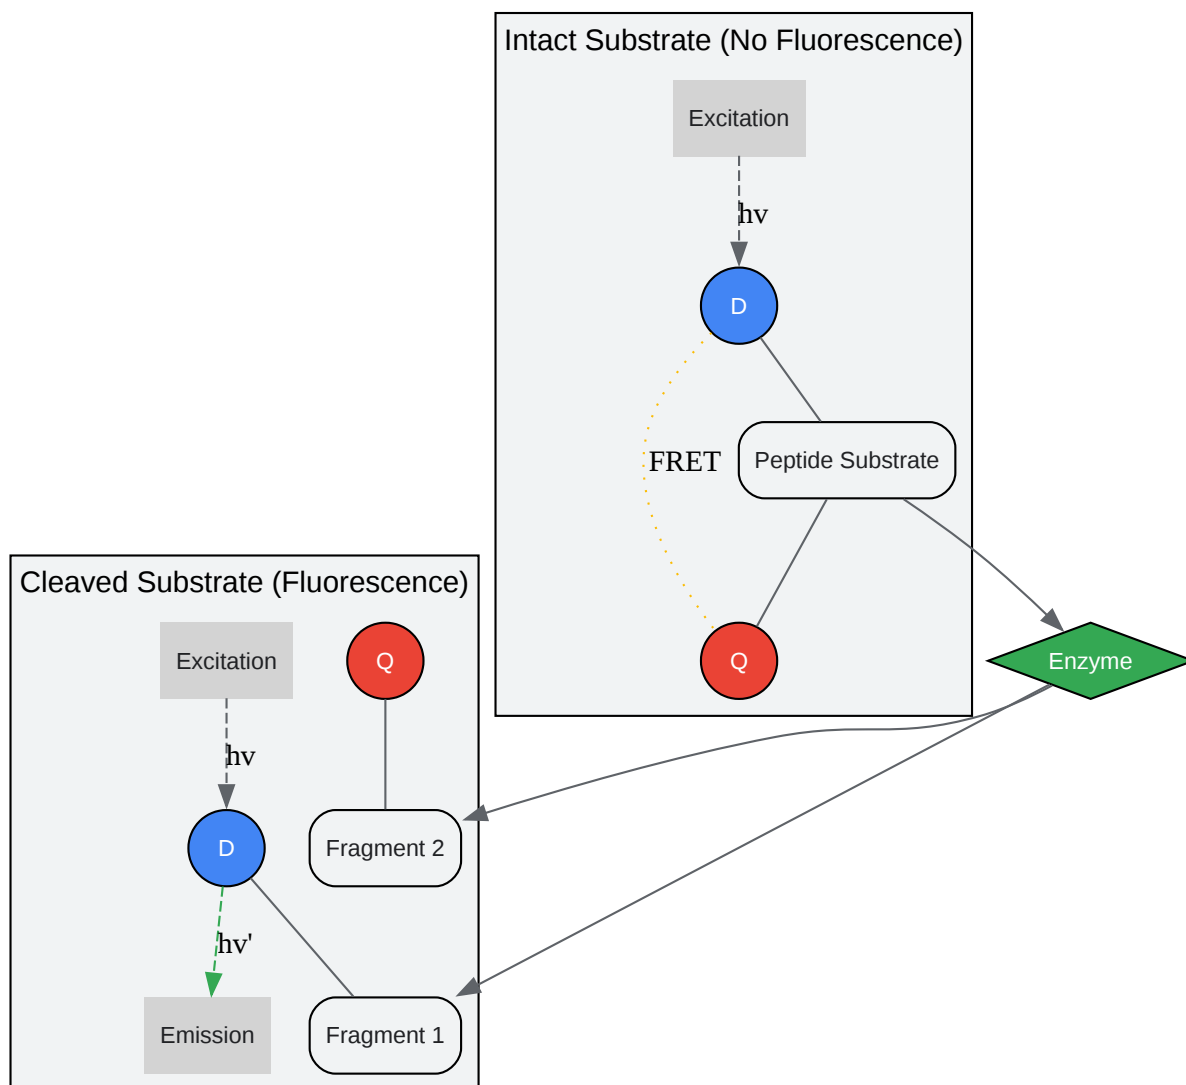 Intact Substrate (No Fluorescence)
Excitation
hv
D
FRET
Peptide Substrate
Q
Enzyme
Cleaved Substrate (Fluorescence)
Excitation
Q
hv
D
Fragment 2
hv'
Emission
Fragment 1